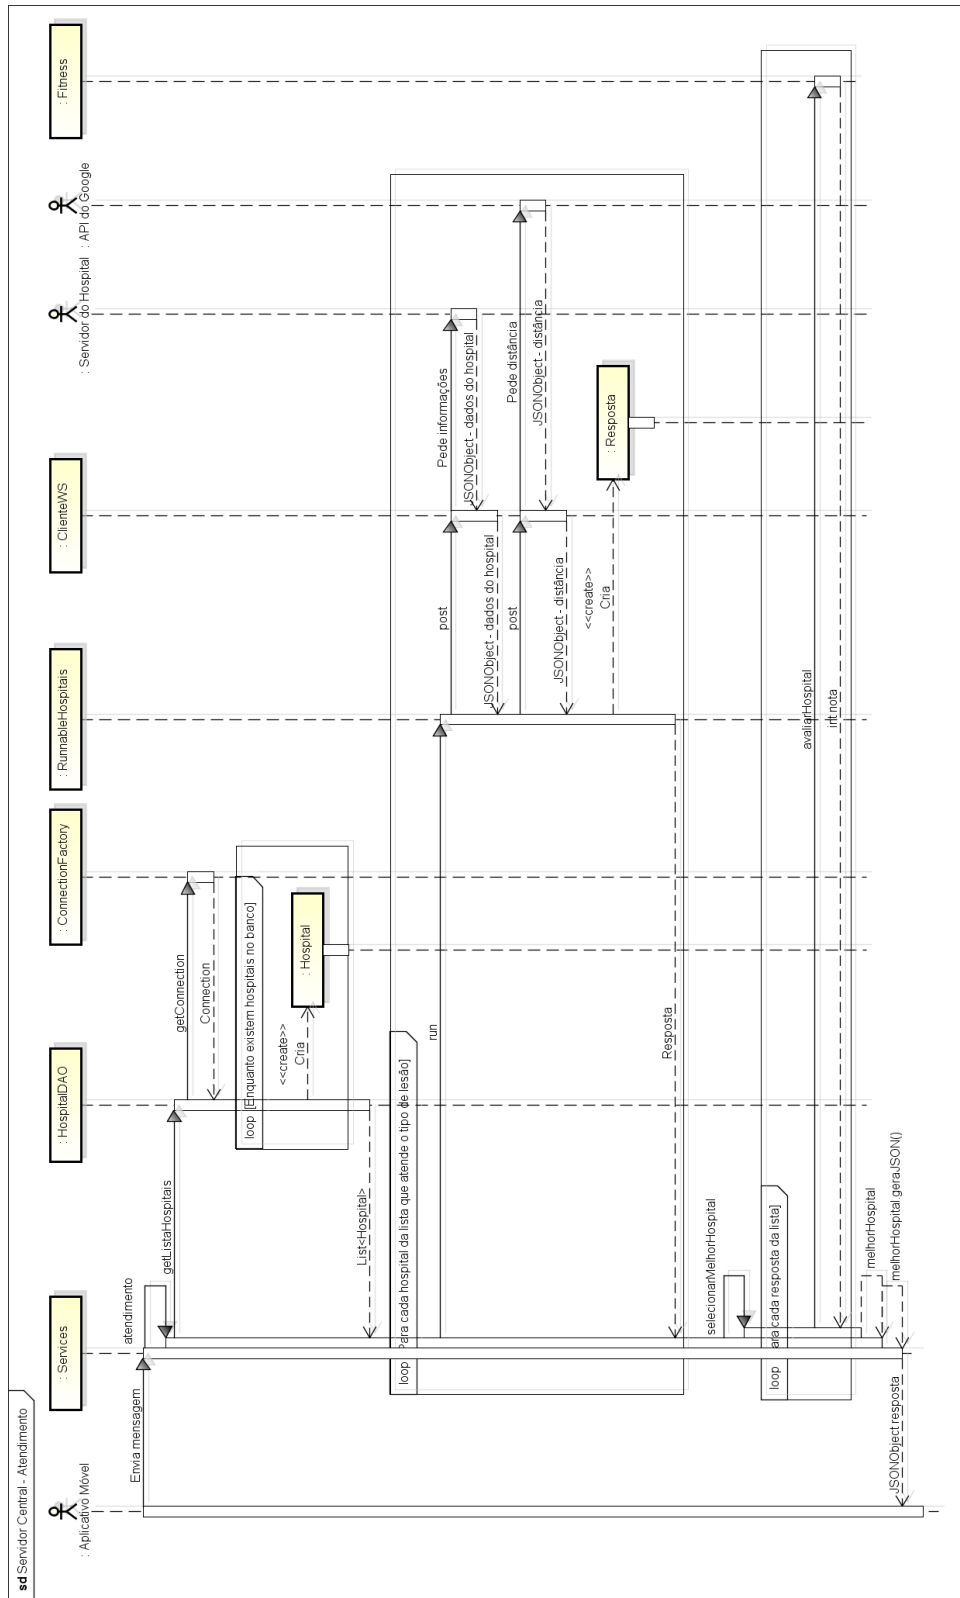 sd Servidor Central - Atendimento
: Aplicativo Móvel
: Services
: HospitalDAO
: ConnectionFactory
: RunnableHospitais
: ClienteWS
: Servidor do Hospital
: API do Google
: Fitness
Envia mensagem
atendimento
getListaHospitais
getConnection
Connection
loop [Enquanto existem hospitais no banco]
<<create>>
Cria
: Hospital
List<Hospital>
loop Para cada hospital da lista que atende o tipo de lesão]
run
post
Pede informações
JSONObject - dados do hospital
JSONObject - dados do hospital
post
Pede distância
JSONObject - distância
JSONObject - distância
<<create>>
Cria
: Resposta
Resposta
selecionarMelhorHospital
loop ara cada resposta da lista]
avaliarHospital
int nota
melhorHospital
melhorHospital.geraJSON()
JSONObject resposta